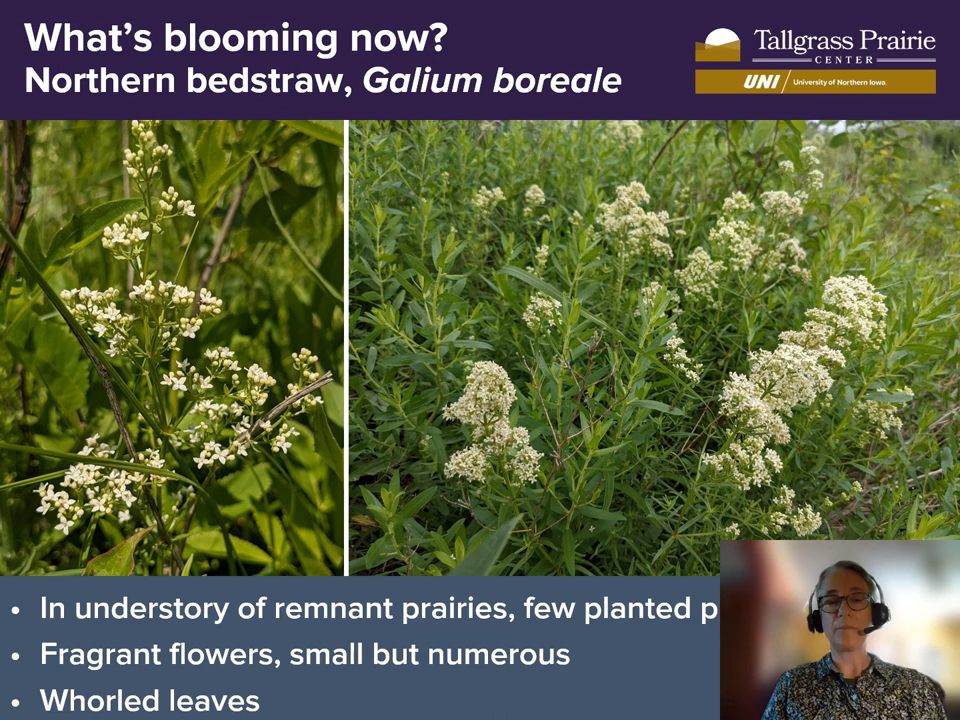 What's blooming now?
Northern bedstraw, Galium boreale
Tallgrass Prairie
CENTER
UNI
University of Northern Iowa
• In understory of remnant prairies, few planted p
• Fragrant flowers, small but numerous
• Whorled leaves